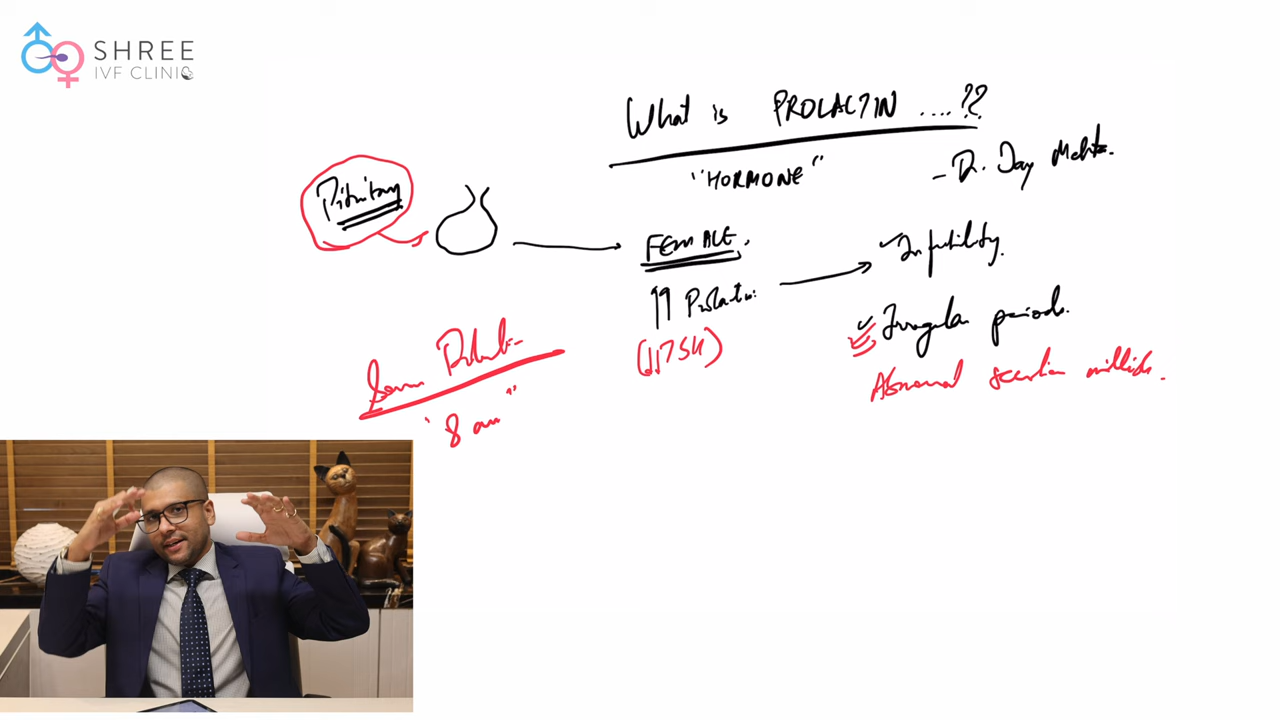 SHREE
IVF CLINIC
What is PROLACTIN ....??
"HORMONE"
- Dr. Jay Mehta.
Pituitary
FEMALE.
↑↑ Prolactin
✓ Infertility.
✓ Irregular periods.
Abnormal secretion milk
Serum Prolactin
"8 am"